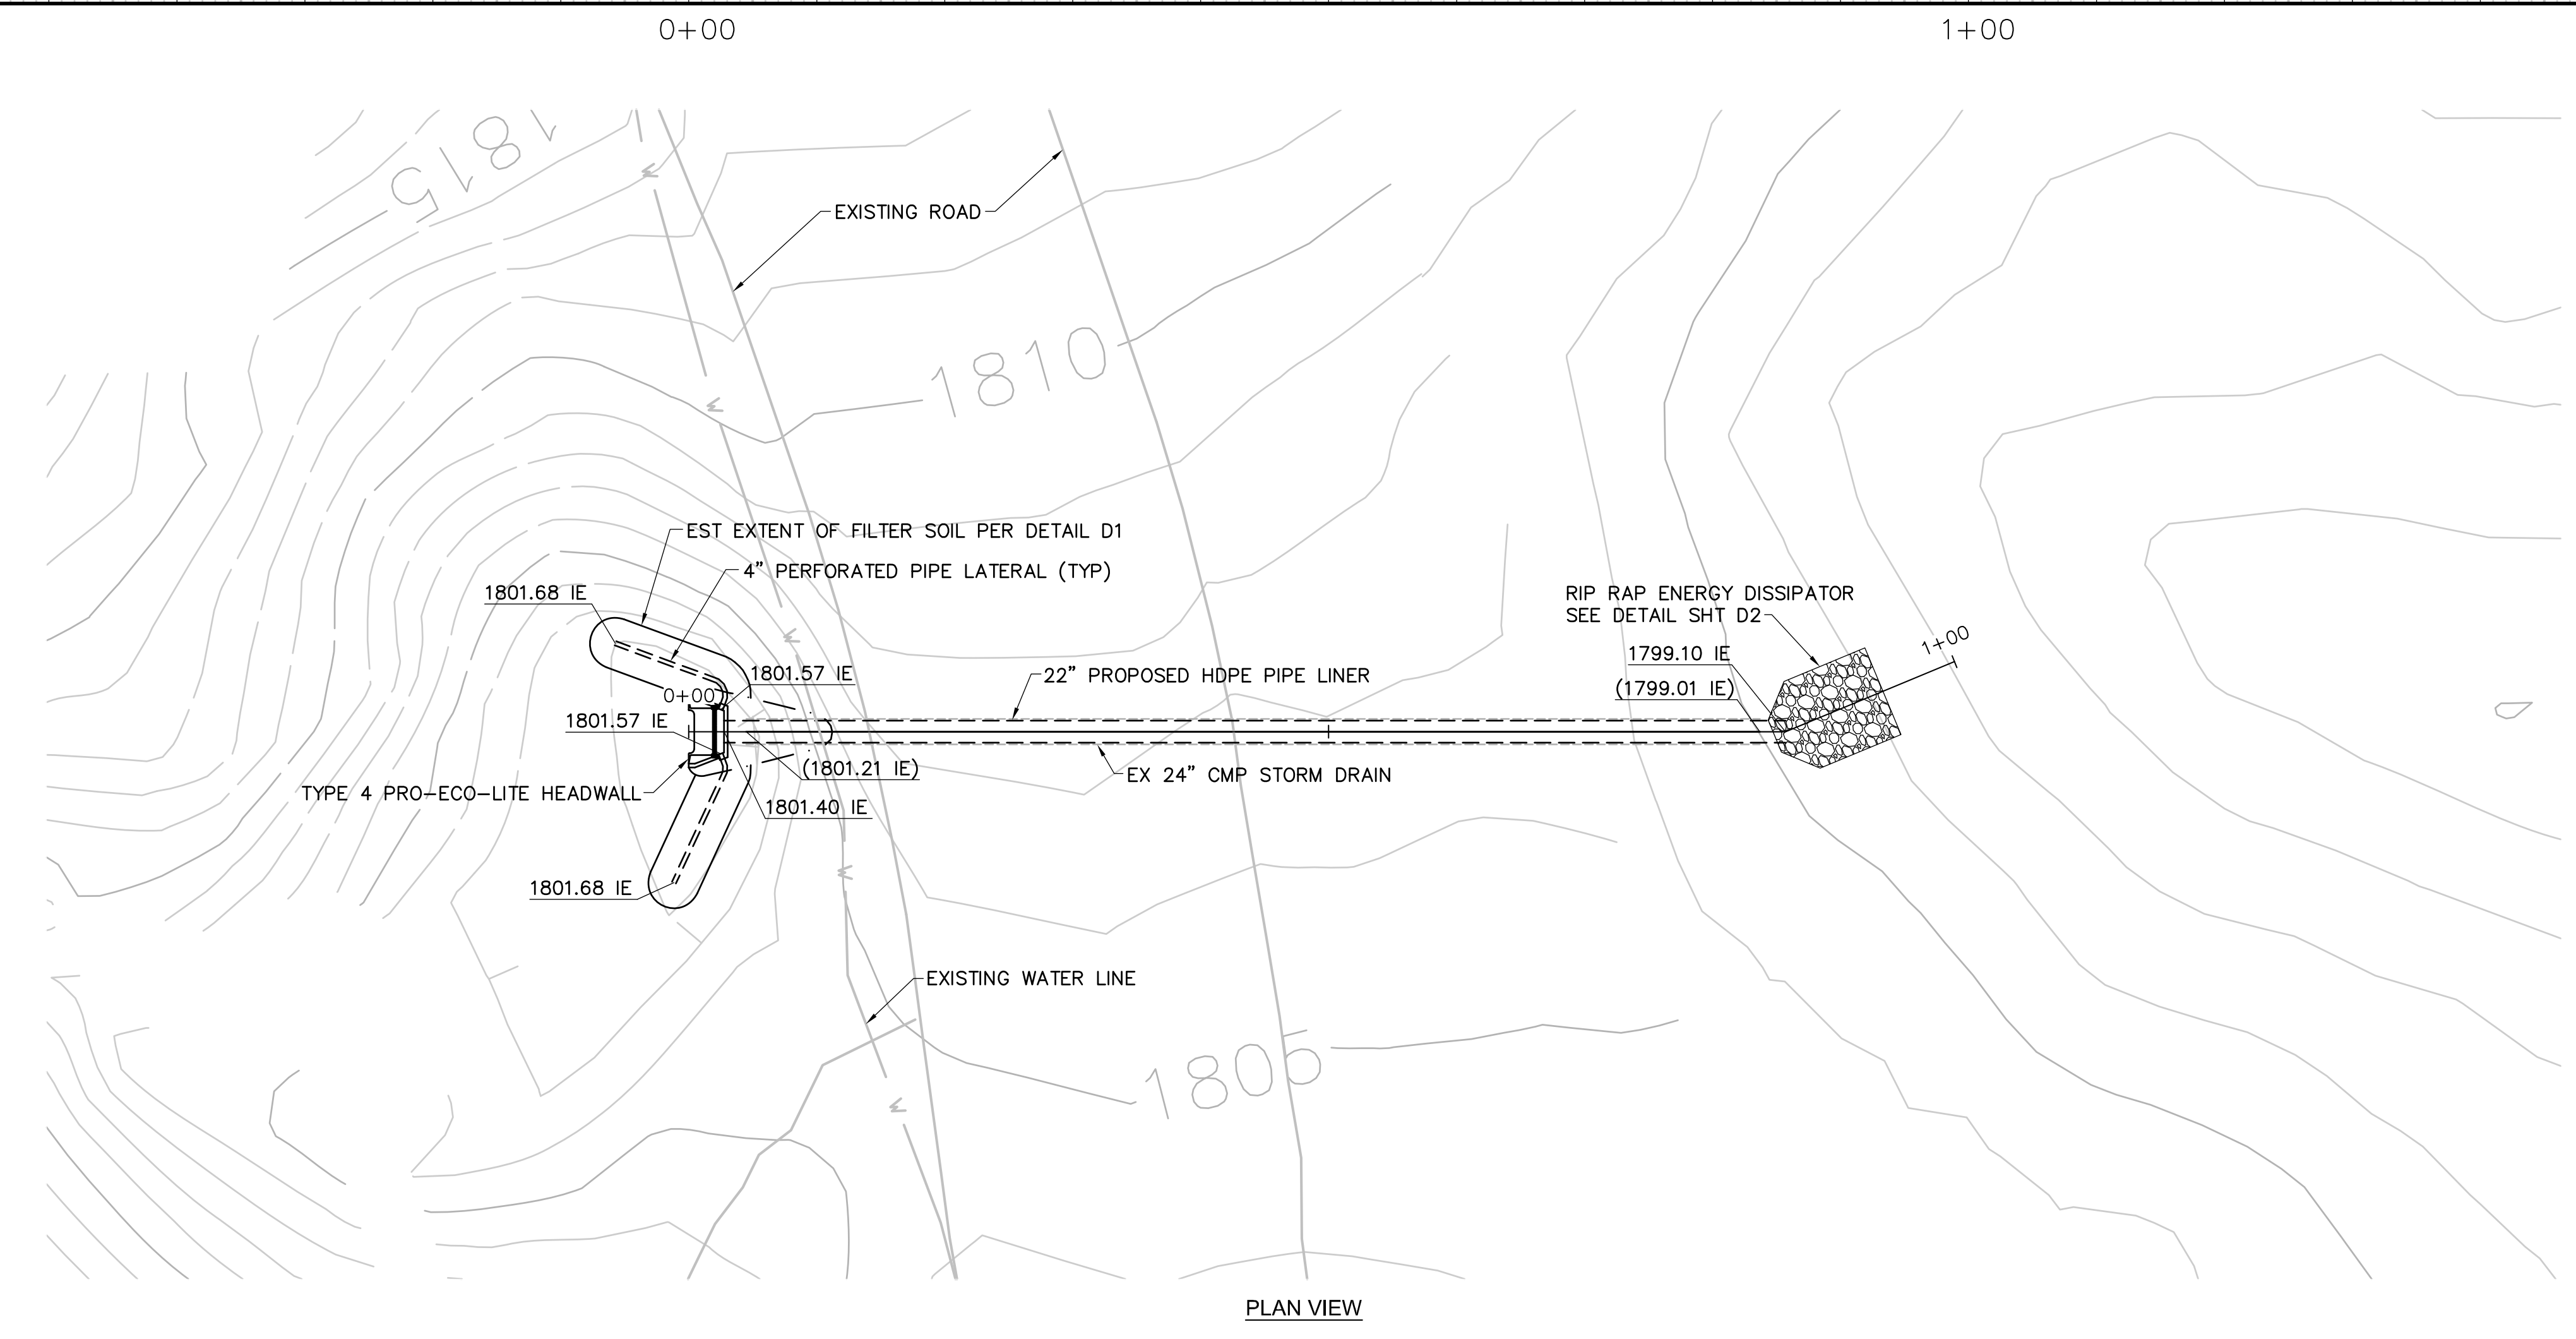 0+00
1+00
1815
EXISTING ROAD
1810
EST EXTENT OF FILTER SOIL PER DETAIL D1
4" PERFORATED PIPE LATERAL (TYP)
1801.68 IE
RIP RAP ENERGY DISSIPATOR
SEE DETAIL SHT D2
1+00
1799.10 IE
(1799.01 IE)
1801.57 IE
22" PROPOSED HDPE PIPE LINER
0+00
1801.57 IE
(1801.21 IE)
EX 24" CMP STORM DRAIN
TYPE 4 PRO-ECO-LITE HEADWALL
1801.40 IE
1801.68 IE
EXISTING WATER LINE
1805
W
W
W
W
W
PLAN VIEW